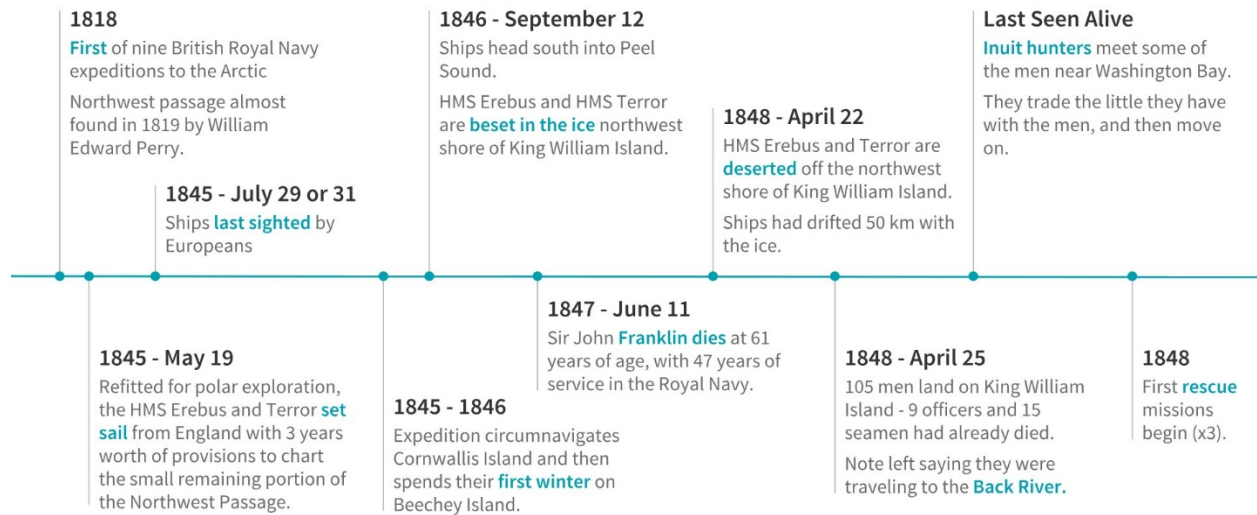 1818
First of nine British Royal Navy
expeditions to the Arctic
Northwest passage almost
found in 1819 by William
Edward Perry.
1845 - May 19
Refitted for polar exploration,
the HMS Erebus and Terror set
sail from England with 3 years
worth of provisions to chart
the small remaining portion of
the Northwest Passage.
1845 - July 29 or 31
Ships last sighted by
Europeans
1845 - 1846
Expedition circumnavigates
Cornwallis Island and then
spends their first winter on
Beechey Island.
1846 - September 12
Ships head south into Peel
Sound.
HMS Erebus and HMS Terror
are beset in the ice northwest
shore of King William Island.
1847 - June 11
Sir John Franklin dies at 61
years of age, with 47 years of
service in the Royal Navy.
1848 - April 22
HMS Erebus and Terror are
deserted off the northwest
shore of King William Island.
Ships had drifted 50 km with
the ice.
1848 - April 25
105 men land on King William
Island - 9 officers and 15
seamen had already died.
Note left saying they were
traveling to the Back River.
Last Seen Alive
Inuit hunters meet some of
the men near Washington Bay.
They trade the little they have
with the men, and then move
on.
1848
First rescue
missions
begin (x3).